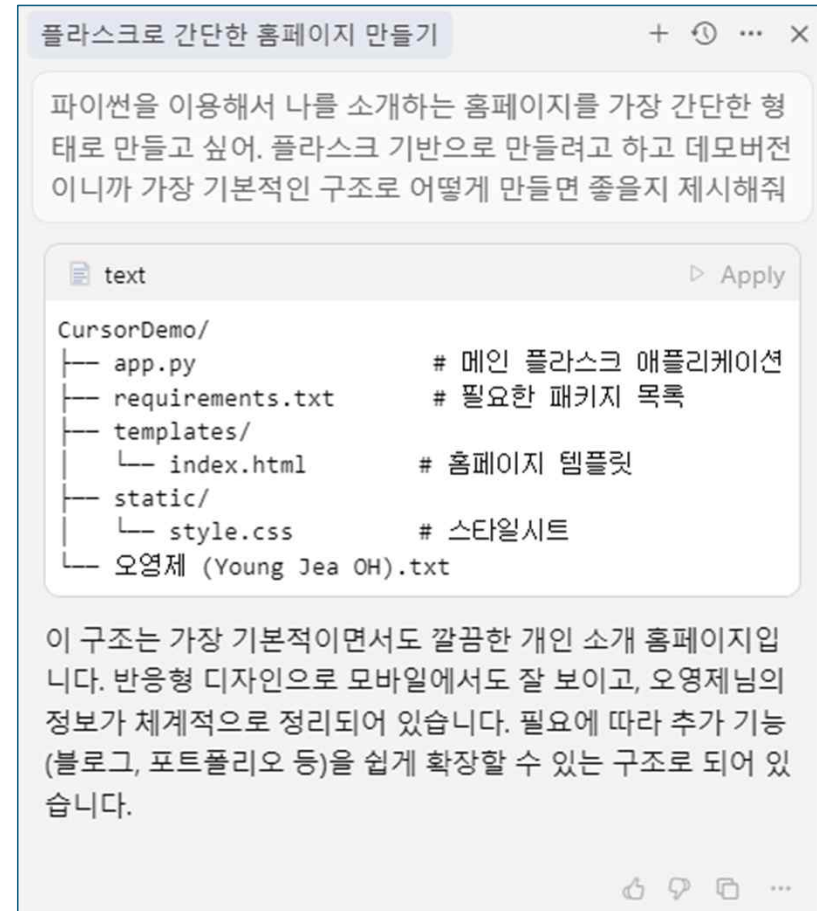 플라스크로 간단한 홈페이지 만들기
파이썬을 이용해서 나를 소개하는 홈페이지를 가장 간단한 형
태로 만들고 싶어. 플라스크 기반으로 만들려고 하고 데모버전
이니까 가장 기본적인 구조로 어떻게 만들면 좋을지 제시해줘
text Apply
CursorDemo/
├── app.py # 메인 플라스크 애플리케이션
├── requirements.txt # 필요한 패키지 목록
├── templates/
│   └── index.html # 홈페이지 템플릿
├── static/
│   └── style.css # 스타일시트
└── 오영제 (Young Jea OH).txt
이 구조는 가장 기본적이면서도 깔끔한 개인 소개 홈페이지입
니다. 반응형 디자인으로 모바일에서도 잘 보이고, 오영제님의
정보가 체계적으로 정리되어 있습니다. 필요에 따라 추가 기능
(블로그, 포트폴리오 등)을 쉽게 확장할 수 있는 구조로 되어 있
습니다.